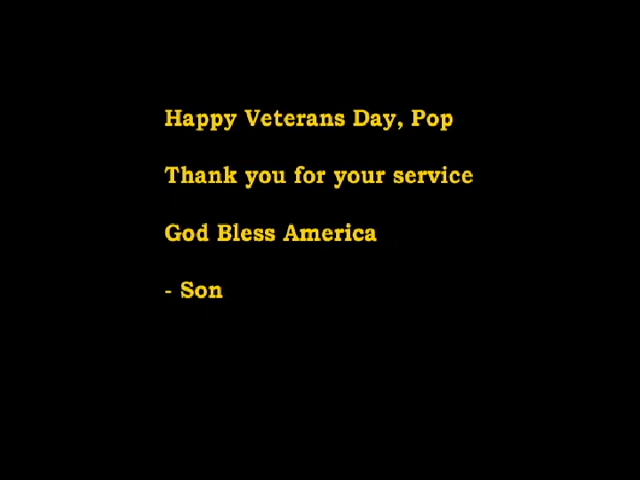 Happy Veterans Day, Pop
Thank you for your service
God Bless America
- Son